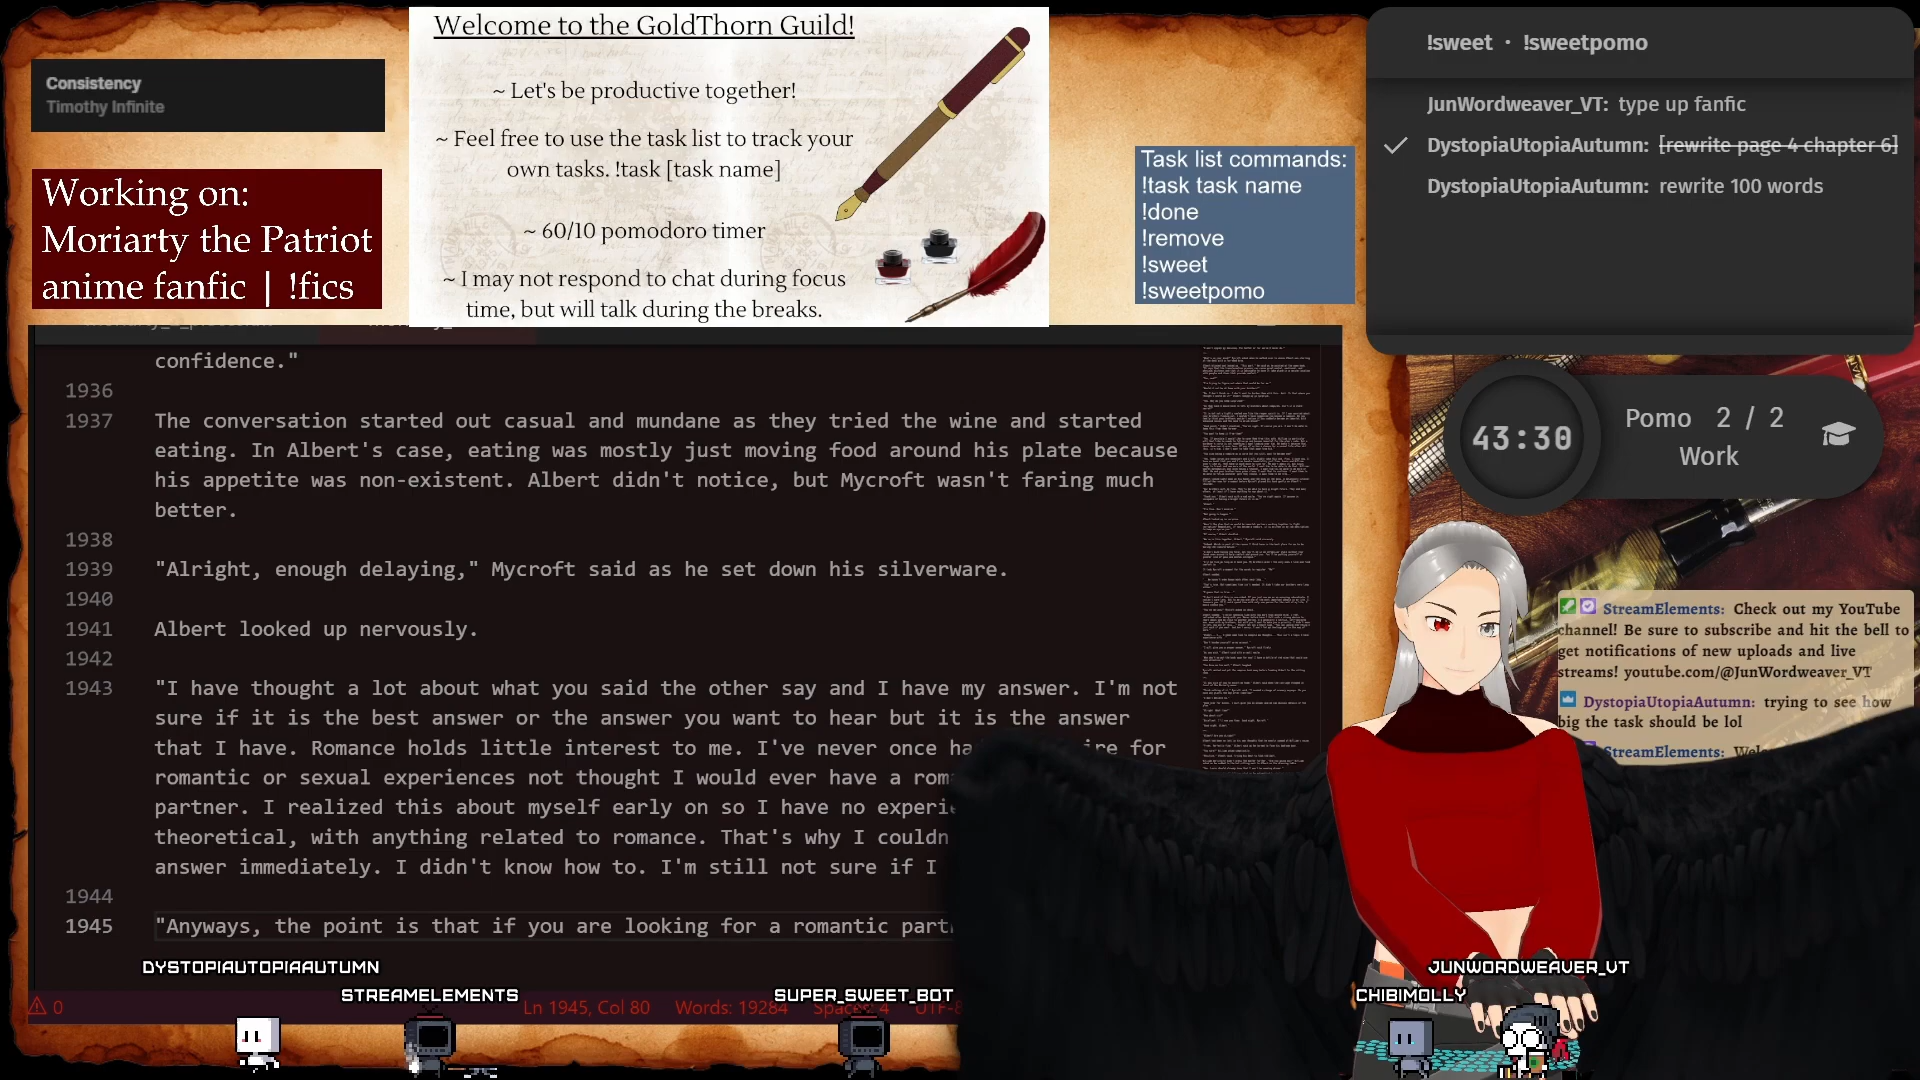 Consistency
Timothy Infinite
Working on:
Moriarty the Patriot
anime fanfic | !fics
Welcome to the GoldThorn Guild!
~ Let's be productive together!
~ Feel free to use the task list to track your
own tasks. !task [task name]
~ 60/10 pomodoro timer
~ I may not respond to chat during focus
time, but will talk during the breaks.
Task list commands:
!task task name
!done
!remove
!sweet
!sweetpomo
!sweet • !sweetpomo
JunWordweaver_VT: type up fanfic
DystopiaUtopiaAutumn: [rewrite page 4 chapter 6]
DystopiaUtopiaAutumn: rewrite 100 words
43:30
Pomo 2 / 2
Work
confidence."
1936
1937 The conversation started out casual and mundane as they tried the wine and started
eating. In Albert's case, eating was mostly just moving food around his plate because
his appetite was non-existent. Albert didn't notice, but Mycroft wasn't faring much
better.
1938
1939 "Alright, enough delaying," Mycroft said as he set down his silverware.
1940
1941 Albert looked up nervously.
1942
1943 "I have thought a lot about what you said the other say and I have my answer. I'm not
sure if it is the best answer or the answer you want to hear but it is the answer
that I have. Romance holds little interest to me. I've never once for
romantic or sexual experiences not thought I would ever have a
partner. I realized this about myself early on so I have no
theoretical, with anything related to romance. That's why I
answer immediately. I didn't know how to. I'm still not sure if I
1944
1945 "Anyways, the point is that if you are looking for a romantic
StreamElements: Check out my YouTube
channel! Be sure to subscribe and hit the bell to
get notifications of new uploads and live
streams! youtube.com/@JunWordweaver_VT
DystopiaUtopiaAutumn: trying to see how
big the task should be lol
StreamElements:
DYSTOPIAUTOPIAAUTUMN
STREAMELEMENTS
SUPER_SWEET_BOT
JUNWORDWEAVER_VT
CHIBIMOLLY
0
Ln 1945, Col 80 Words: 19284 Spaces: 4 UTF-8